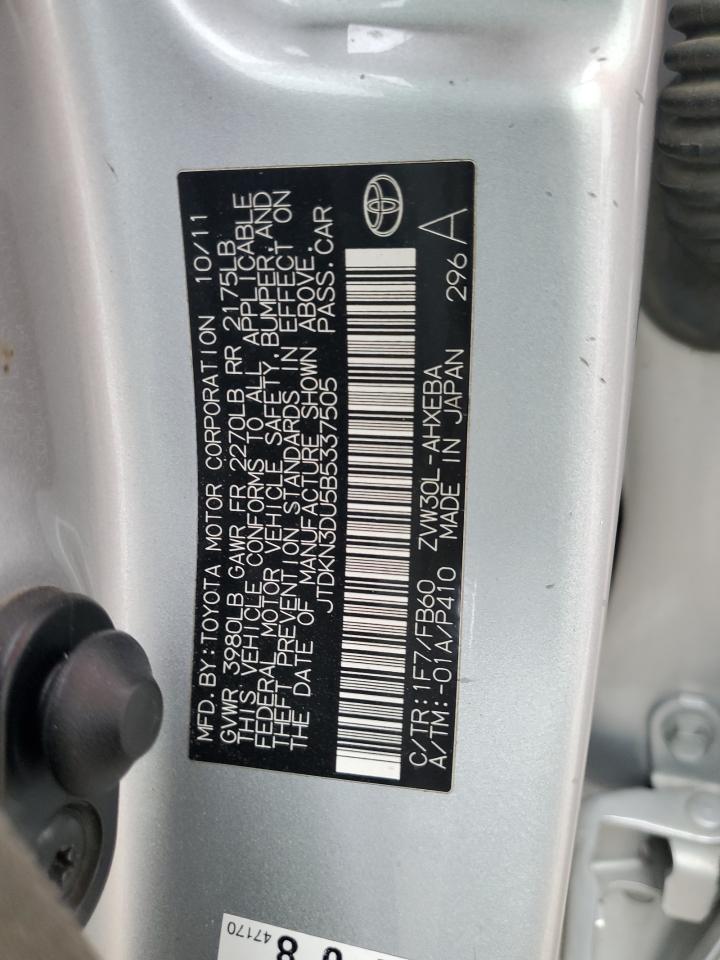 MFD.BY:TOYOTA MOTOR CORPORATION 10/11
GVWR 3980LB GAWR FR 2270LB RR 2175LB
THIS VEHICLE CONFORMS TO ALL APPLICABLE
FEDERAL MOTOR VEHICLE SAFETY, BUMPER, AND
THEFT PREVENTION STANDARDS IN EFFECT ON
THE DATE OF MANUFACTURE SHOWN ABOVE.
JTDKN3DU5B5337505 PASS.CAR
C/TR:1F7/FB60 ZVW30L-AHXEBA 296A
A/TM:-01A/P410 MADE IN JAPAN
47170